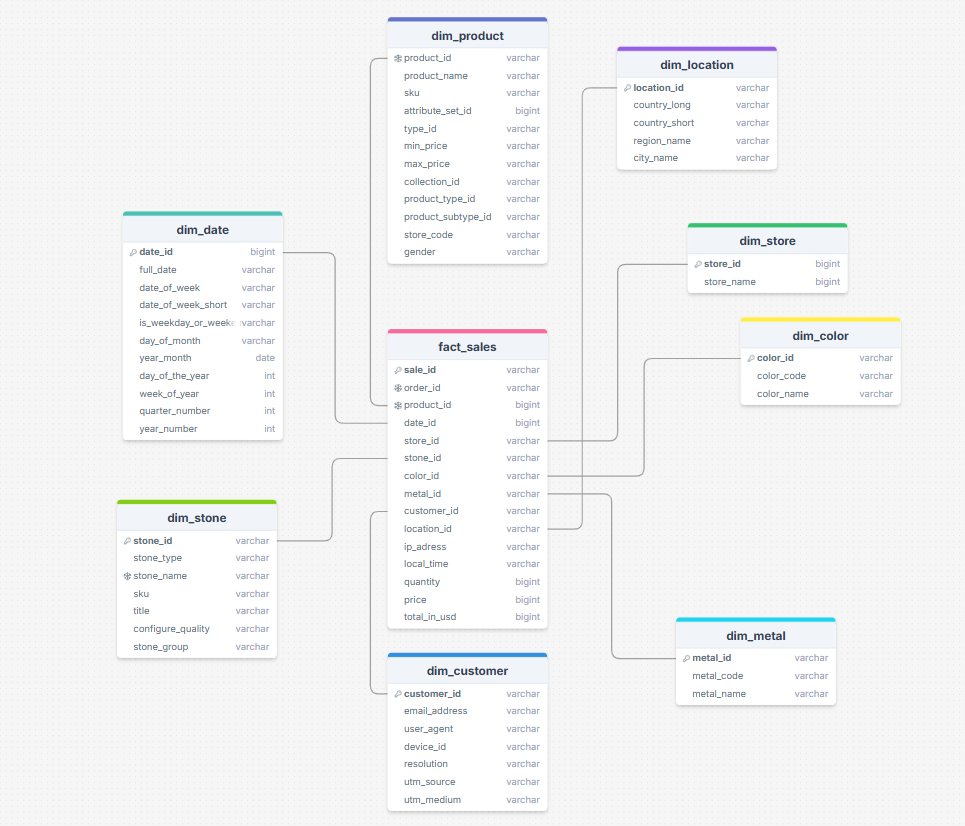 dim_product
product_id varchar
product_name varchar
sku varchar
attribute_set_id bigint
type_id varchar
min_price varchar
max_price varchar
collection_id varchar
product_type_id varchar
product_subtype_id varchar
store_code varchar
gender varchar
dim_location
location_id varchar
country_long varchar
country_short varchar
region_name varchar
city_name varchar
dim_date
date_id bigint
full_date varchar
date_of_week varchar
date_of_week_short varchar
is_weekday_or_weeke varchar
day_of_month varchar
year_month date
day_of_the_year int
week_of_year int
quarter_number int
year_number int
dim_store
store_id bigint
store_name bigint
dim_color
color_id varchar
color_code varchar
color_name varchar
fact_sales
sale_id varchar
order_id varchar
product_id bigint
date_id bigint
store_id varchar
stone_id varchar
color_id varchar
metal_id varchar
customer_id varchar
location_id varchar
ip_adress varchar
local_time varchar
quantity bigint
price bigint
total_in_usd bigint
dim_stone
stone_id varchar
stone_type varchar
stone_name varchar
sku varchar
title varchar
configure_quality varchar
stone_group varchar
dim_metal
metal_id varchar
metal_code varchar
metal_name varchar
dim_customer
customer_id varchar
email_address varchar
user_agent varchar
device_id varchar
resolution varchar
utm_source varchar
utm_medium varchar